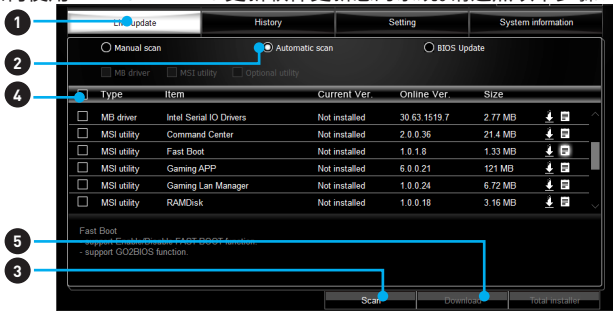 Live update History Setting System information
1
Manual scan Automatic scan BIOS Update
2
MB driver MSI utility Optional utility
4
Type Item Current Ver. Online Ver. Size
MB driver Intel Serial IO Drivers Not installed 30.63.1519.7 2.77 MB
MSI utility Command Center Not installed 2.0.0.36 21.4 MB
MSI utility Fast Boot Not installed 1.0.1.8 1.33 MB
MSI utility Gaming APP Not installed 6.0.0.21 121 MB
MSI utility Gaming Lan Manager Not installed 1.0.0.24 6.72 MB
MSI utility RAMDisk Not installed 1.0.0.18 3.16 MB
Fast Boot
5
- support Enable/Disable FAST BOOT function.
- support GO2BIOS function.
3
Scan Download Total installer